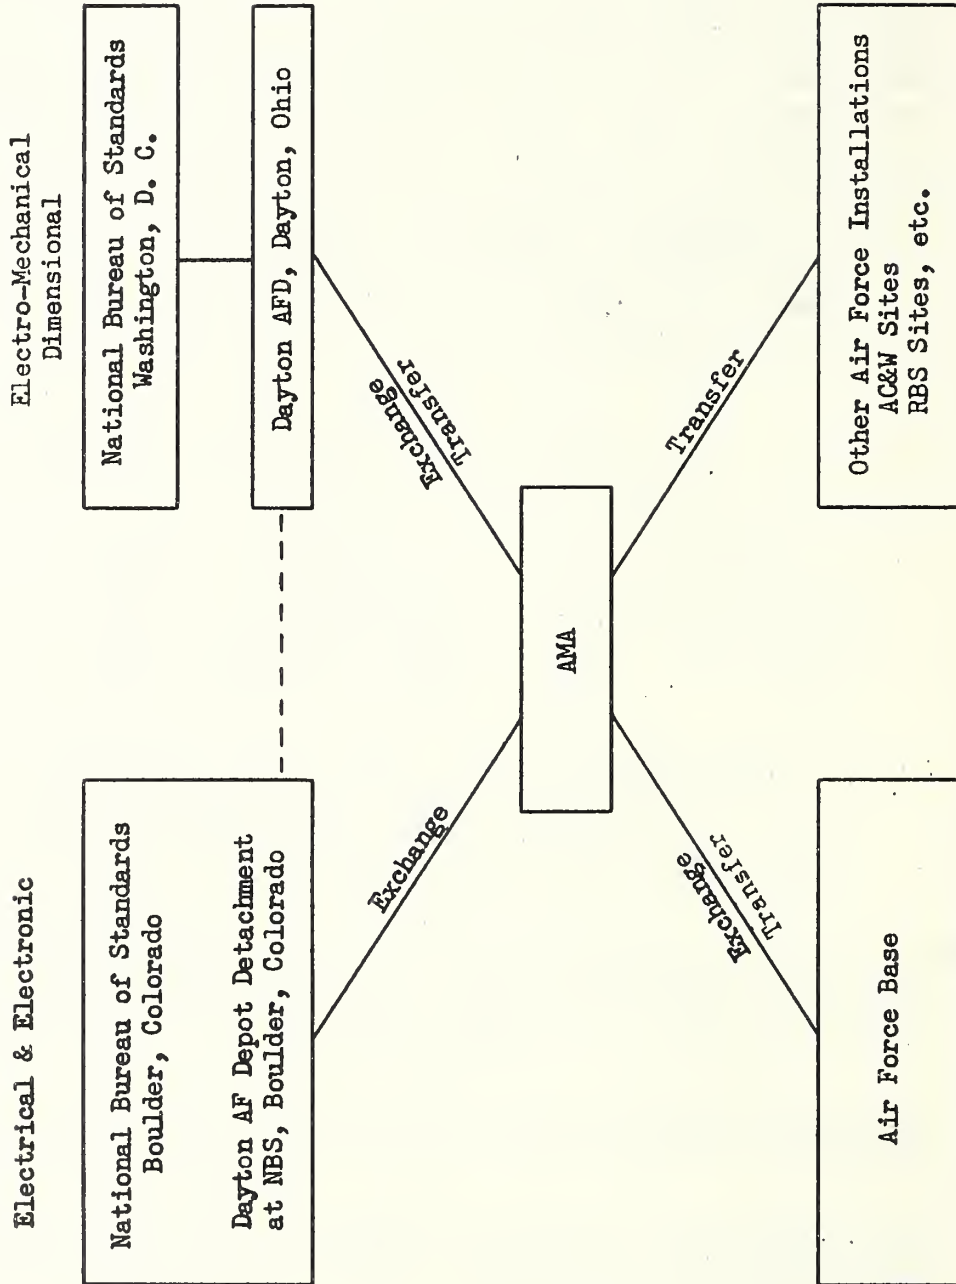 Electrical & Electronic
Electro-Mechanical
Dimensional
National Bureau of Standards
Boulder, Colorado
Dayton AF Depot Detachment
at NBS, Boulder, Colorado
National Bureau of Standards
Washington, D. C.
Dayton AFD, Dayton, Ohio
Exchange
Exchange
Transfer
AMA
Exchange
Transfer
Transfer
Air Force Base
Other Air Force Installations
AC&W Sites
RBS Sites, etc.